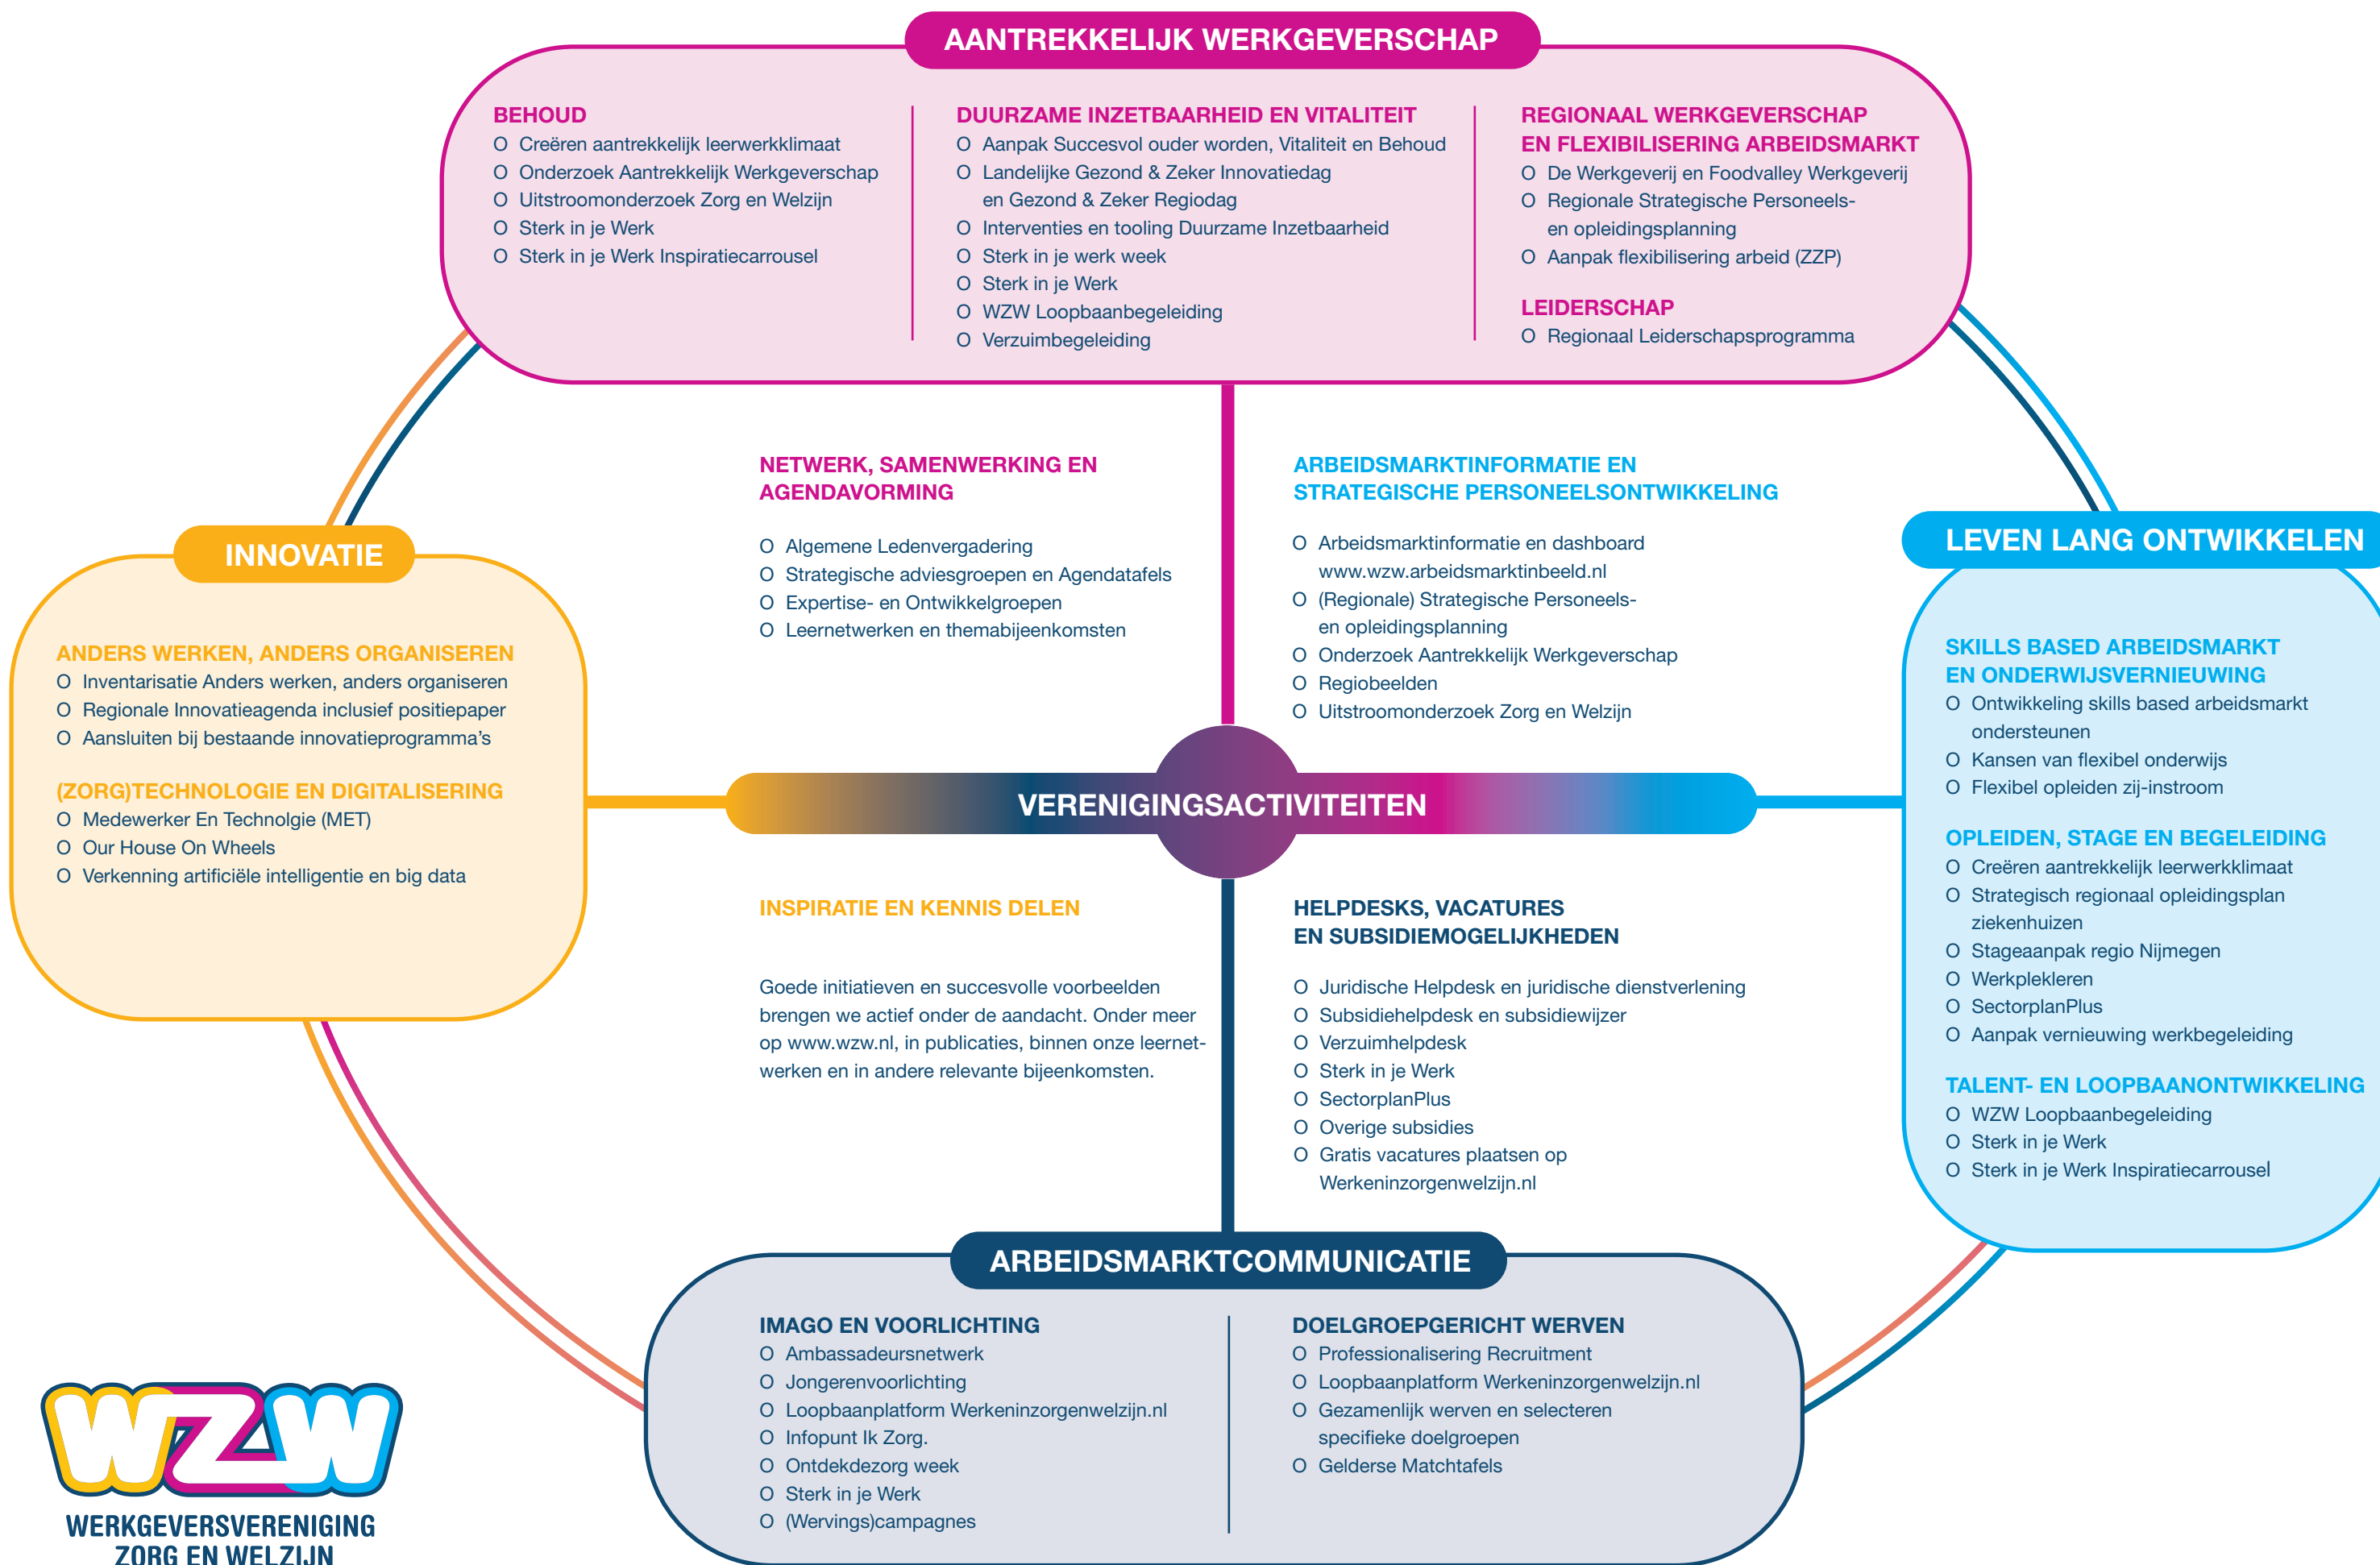 AANTREKKELIJK WERKGEVERSCHAP
BEHOUD
O Creëren aantrekkelijk leerwerkklimaat
O Onderzoek Aantrekkelijk Werkgeverschap
O Uitstroomonderzoek Zorg en Welzijn
O Sterk in je Werk
O Sterk in je Werk Inspiratiecarrousel
DUURZAME INZETBAARHEID EN VITALITEIT
O Aanpak Succesvol ouder worden, Vitaliteit en Behoud
O Landelijke Gezond & Zeker Innovatiedag
en Gezond & Zeker Regiodag
O Interventies en tooling Duurzame Inzetbaarheid
O Sterk in je werk week
O Sterk in je Werk
O WZW Loopbaanbegeleiding
O Verzuimbegeleiding
REGIONAAL WERKGEVERSCHAP
EN FLEXIBILISERING ARBEIDSMARKT
O De Werkgeverij en Foodvalley Werkgeverij
O Regionale Strategische Personeels-
en opleidingsplanning
O Aanpak flexibilisering arbeid (ZZP)
LEIDERSCHAP
O Regionaal Leiderschapsprogramma
NETWERK, SAMENWERKING EN
AGENDAVORMING
O Algemene Ledenvergadering
O Strategische adviesgroepen en Agendatafels
O Expertise- en Ontwikkelgroepen
O Leernetwerken en themabijeenkomsten
ARBEIDSMARKTINFORMATIE EN
STRATEGISCHE PERSONEELSONTWIKKELING
O Arbeidsmarktinformatie en dashboard
www.wzw.arbeidsmarktinbeeld.nl
O (Regionale) Strategische Personeels-
en opleidingsplanning
O Onderzoek Aantrekkelijk Werkgeverschap
O Regiobeelden
O Uitstroomonderzoek Zorg en Welzijn
INNOVATIE
ANDERS WERKEN, ANDERS ORGANISEREN
O Inventarisatie Anders werken, anders organiseren
O Regionale Innovatieagenda inclusief positiepaper
O Aansluiten bij bestaande innovatieprogramma's
(ZORG)TECHNOLOGIE EN DIGITALISERING
O Medewerker En Technolgie (MET)
O Our House On Wheels
O Verkenning artificiële intelligentie en big data
VERENIGINGSACTIVITEITEN
LEVEN LANG ONTWIKKELEN
SKILLS BASED ARBEIDSMARKT
EN ONDERWIJSVERNIEUWING
O Ontwikkeling skills based arbeidsmarkt
ondersteunen
O Kansen van flexibel onderwijs
O Flexibel opleiden zij-instroom
OPLEIDEN, STAGE EN BEGELEIDING
O Creëren aantrekkelijk leerwerkklimaat
O Strategisch regionaal opleidingsplan
ziekenhuizen
O Stageaanpak regio Nijmegen
O Werkplekleren
O SectorplanPlus
O Aanpak vernieuwing werkbegeleiding
TALENT- EN LOOPBAANONTWIKKELING
O WZW Loopbaanbegeleiding
O Sterk in je Werk
O Sterk in je Werk Inspiratiecarrousel
INSPIRATIE EN KENNIS DELEN
Goede initiatieven en succesvolle voorbeelden
brengen we actief onder de aandacht. Onder meer
op www.wzw.nl, in publicaties, binnen onze leernet-
werken en in andere relevante bijeenkomsten.
HELPDESKS, VACATURES
EN SUBSIDIEMOGELIJKHEDEN
O Juridische Helpdesk en juridische dienstverlening
O Subsidiehelpdesk en subsidiewijzer
O Verzuimhelpdesk
O Sterk in je Werk
O SectorplanPlus
O Overige subsidies
O Gratis vacatures plaatsen op
Werkeninzorgenwelzijn.nl
ARBEIDSMARKTCOMMUNICATIE
IMAGO EN VOORLICHTING
O Ambassadeursnetwerk
O Jongerenvoorlichting
O Loopbaanplatform Werkeninzorgenwelzijn.nl
O Infopunt Ik Zorg.
O Ontdekdezorg week
O Sterk in je Werk
O (Wervings)campagnes
DOELGROEPGERICHT WERVEN
O Professionalisering Recruitment
O Loopbaanplatform Werkeninzorgenwelzijn.nl
O Gezamenlijk werven en selecteren
specifieke doelgroepen
O Gelderse Matchtafels
WZW
WERKGEVERSVERENIGING
ZORG EN WELZIJN